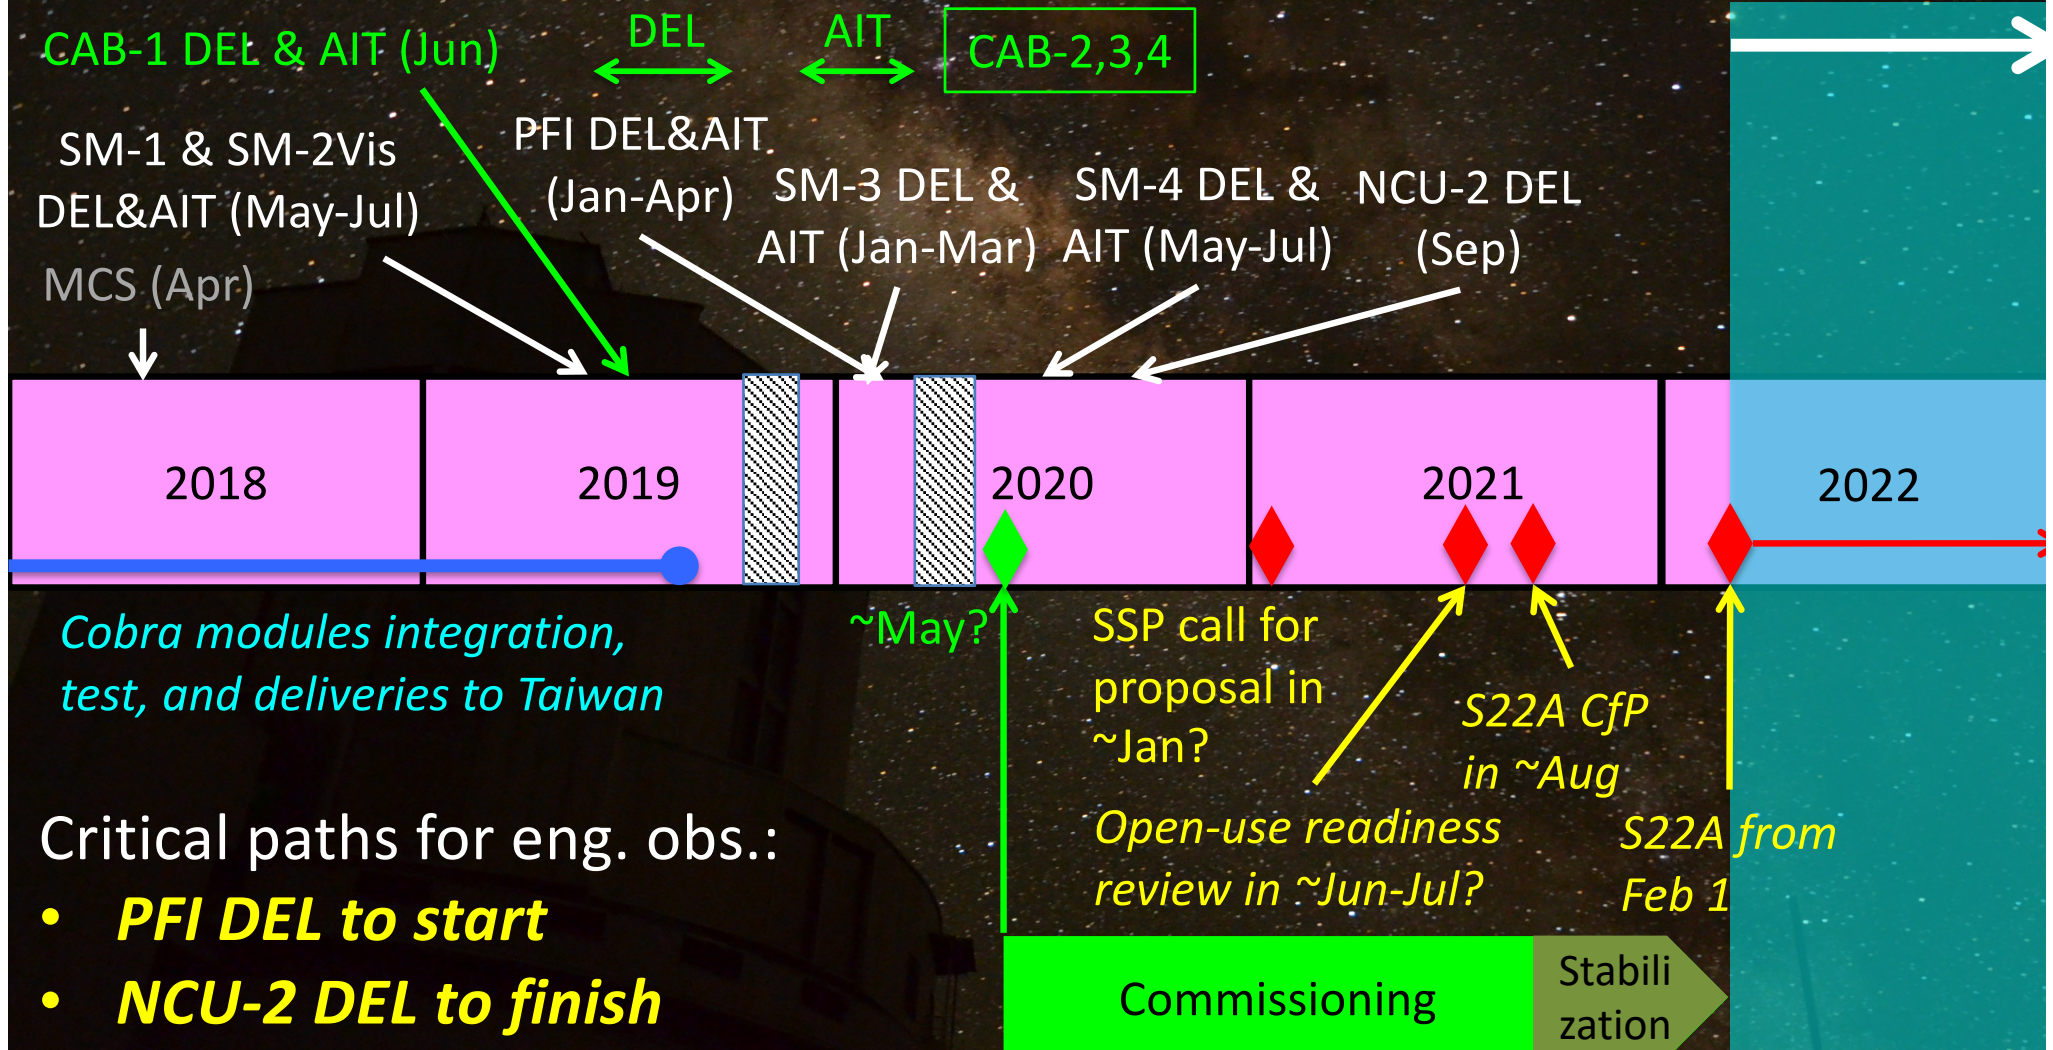 CAB-1 DEL & AIT (Jun)
DEL
AIT
CAB-2,3,4
SM-1 & SM-2Vis
DEL&AIT (May-Jul)
MCS (Apr)
PFI DEL&AIT
(Jan-Apr)
SM-3 DEL &
AIT (Jan-Mar)
SM-4 DEL &
AIT (May-Jul)
NCU-2 DEL
(Sep)
2018
2019
2020
2021
2022
Cobra modules integration,
test, and deliveries to Taiwan
~May?
SSP call for
proposal in
~Jan?
S22A CfP
in ~Aug
Open-use readiness
review in ~Jun-Jul?
S22A from
Feb 1
Critical paths for eng. obs.:
• PFI DEL to start
• NCU-2 DEL to finish
Commissioning
Stabili
zation